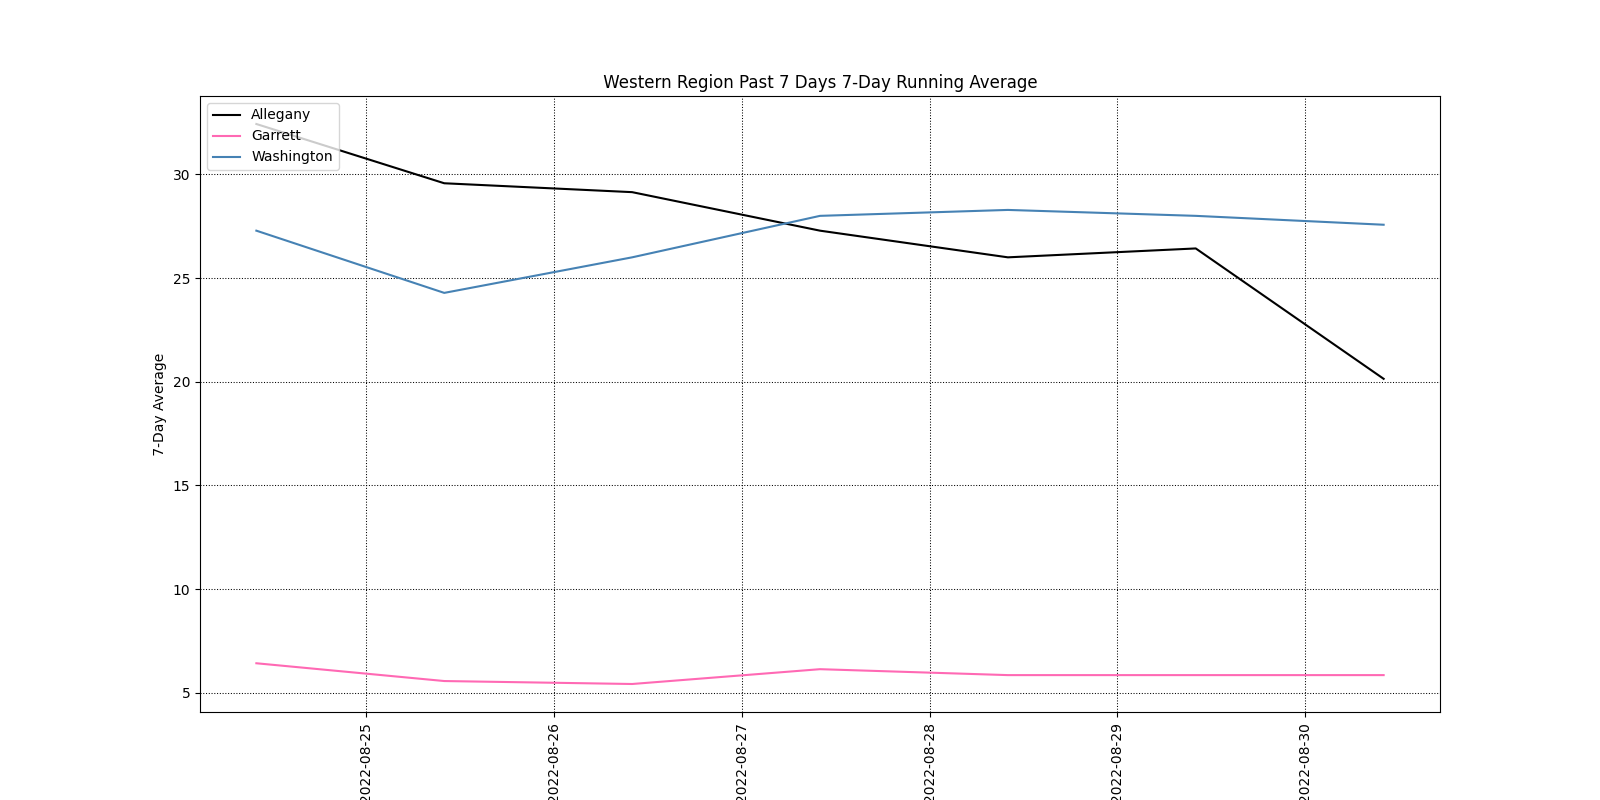 Western Region Past 7 Days 7-Day Running Average
Allegany
Garrett
Washington
7-Day Average
30
25
20
15
10
5
2022-08-25
2022-08-26
2022-08-27
2022-08-28
2022-08-29
2022-08-30